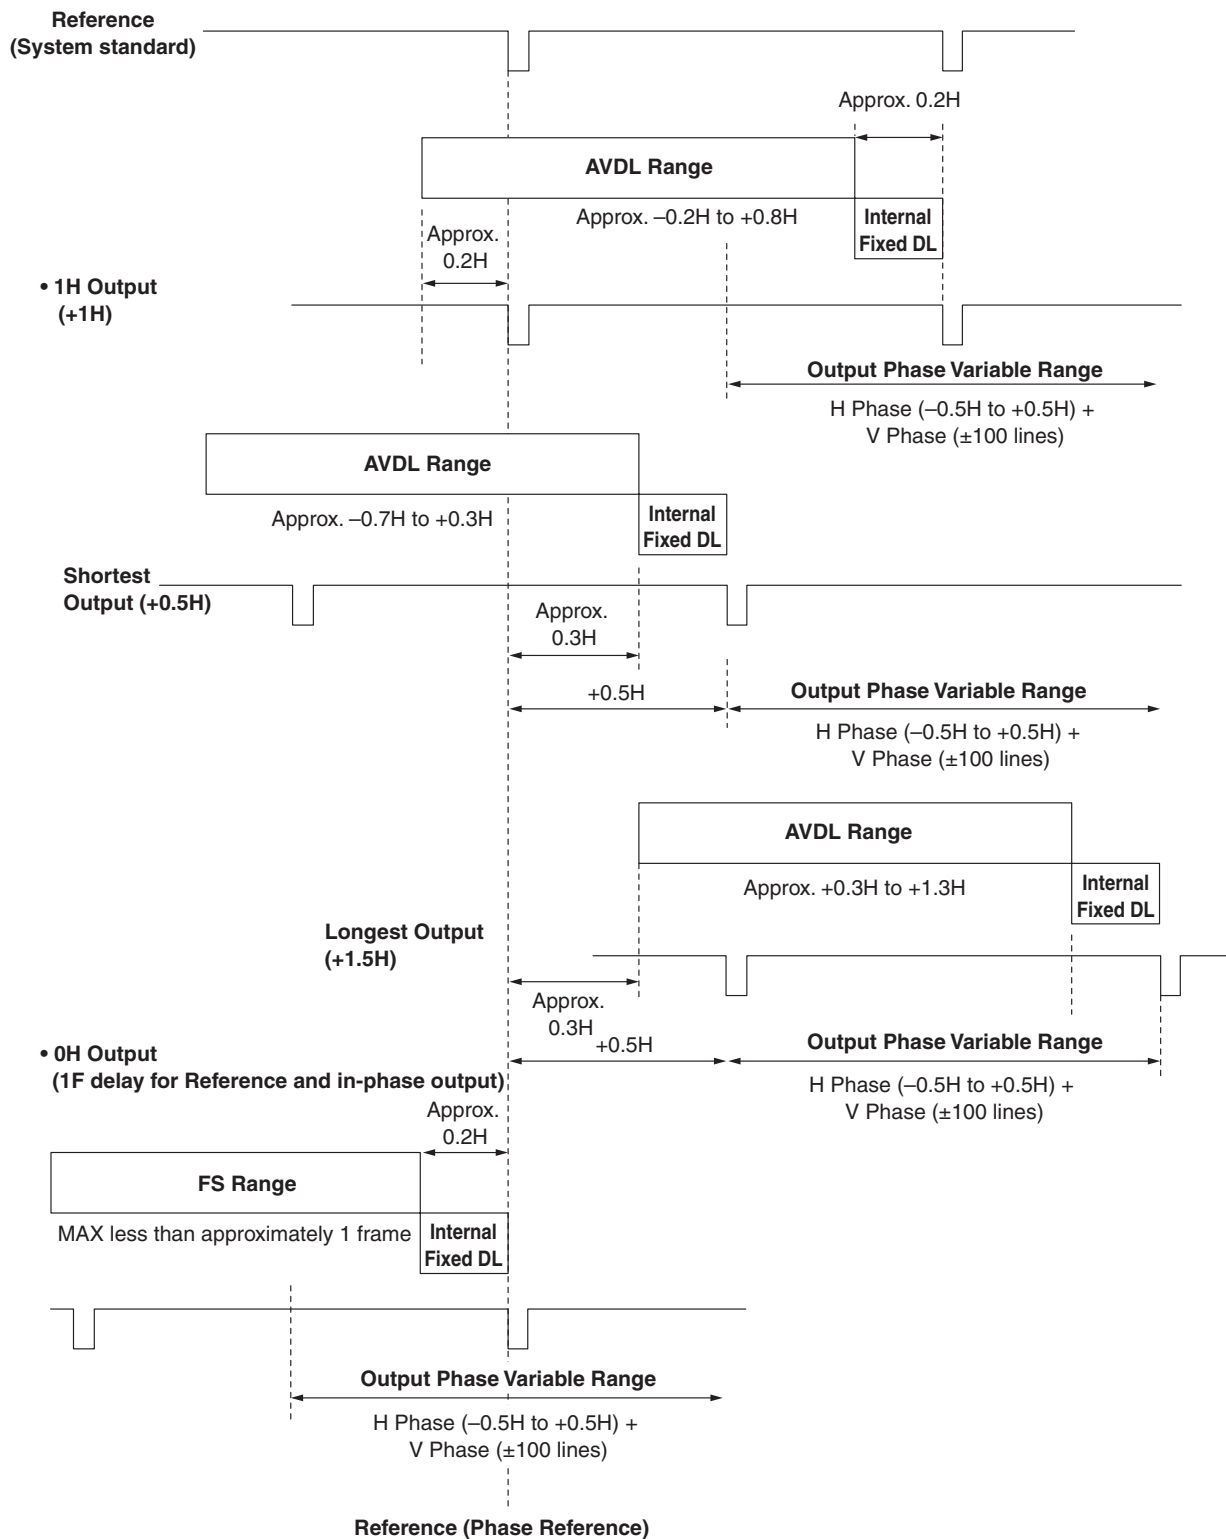 Reference
(System standard)
Approx. 0.2H
AVDL Range
Approx. –0.2H to +0.8H
Internal
Fixed DL
Approx.
0.2H
• 1H Output
(+1H)
Output Phase Variable Range
H Phase (–0.5H to +0.5H) +
V Phase (±100 lines)
AVDL Range
Approx. –0.7H to +0.3H
Internal
Fixed DL
Shortest
Output (+0.5H)
Approx.
0.3H
+0.5H
Output Phase Variable Range
H Phase (–0.5H to +0.5H) +
V Phase (±100 lines)
AVDL Range
Approx. +0.3H to +1.3H
Internal
Fixed DL
Longest Output
(+1.5H)
Approx.
0.3H
+0.5H
Output Phase Variable Range
H Phase (–0.5H to +0.5H) +
V Phase (±100 lines)
• 0H Output
(1F delay for Reference and in-phase output)
Approx.
0.2H
FS Range
MAX less than approximately 1 frame
Internal
Fixed DL
Output Phase Variable Range
H Phase (–0.5H to +0.5H) +
V Phase (±100 lines)
Reference (Phase Reference)